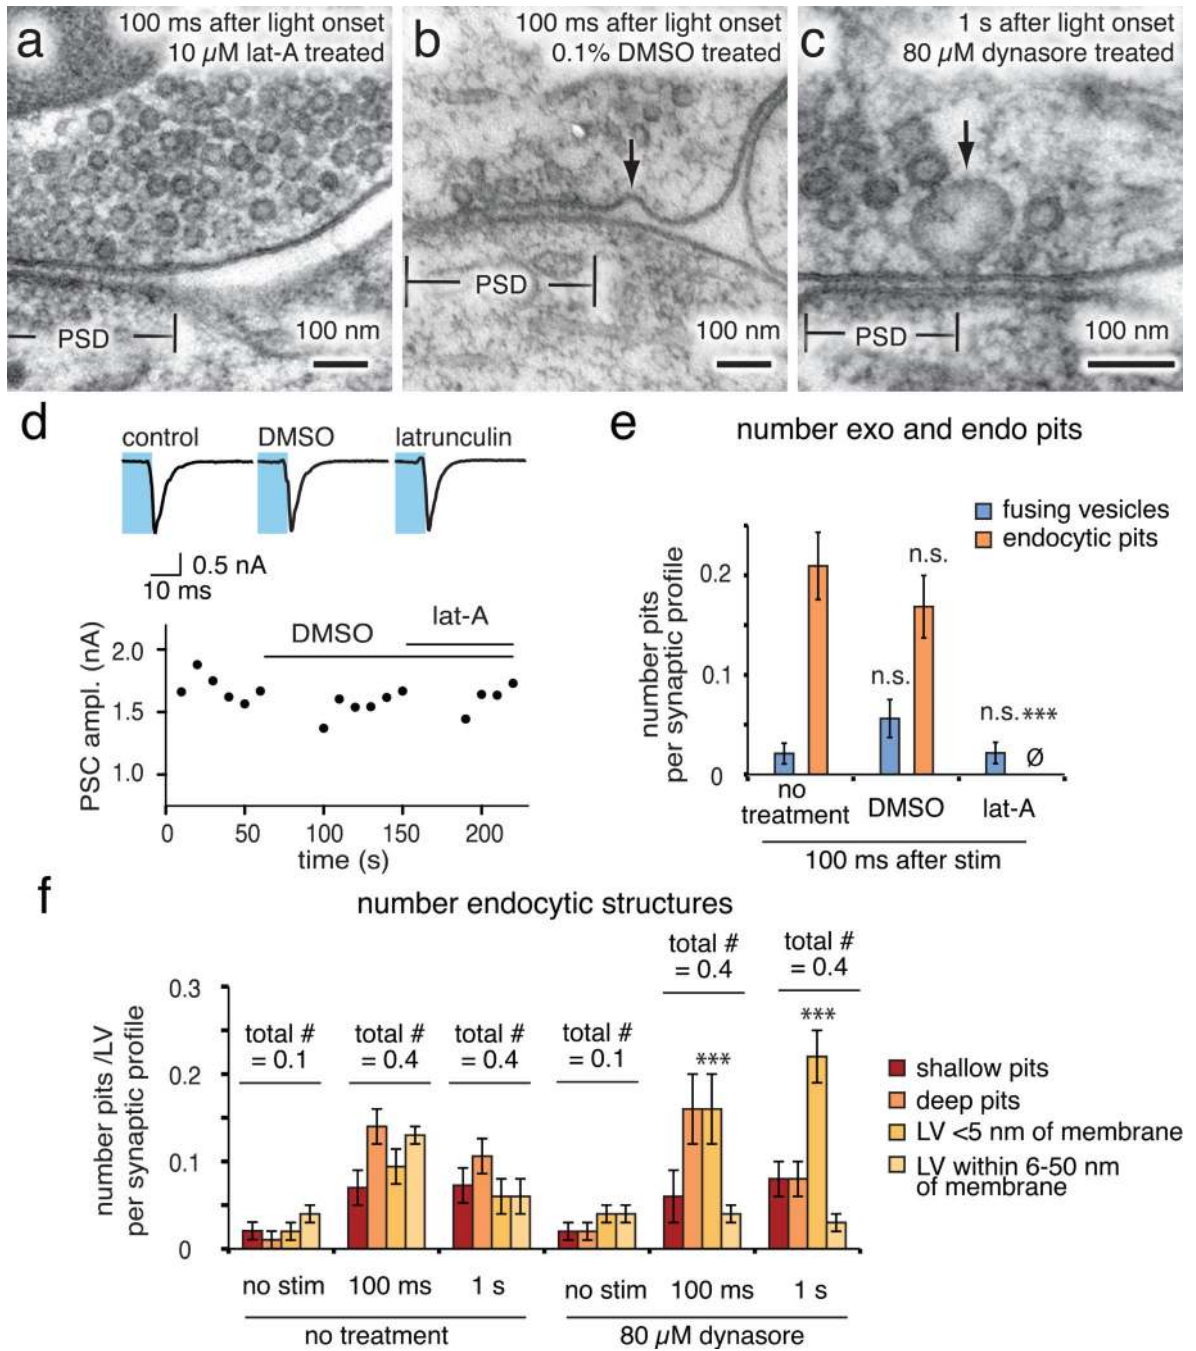 a
100 ms after light onset
10 µM lat-A treated
PSD
100 nm
b
100 ms after light onset
0.1% DMSO treated
PSD
100 nm
c
1 s after light onset
80 µM dynasore treated
PSD
100 nm
d
control DMSO latrunculin
0.5 nA
10 ms
lat-A
DMSO
PSC ampl. (nA)
2.0
1.5
1.0
0 50 100 150 200
time (s)
e
number exo and endo pits
fusing vesicles
endocytic pits
number pits
per synaptic profile
0.2
0.1
0
n.s.
n.s.
n.s. ***
Ø
no
treatment
DMSO
lat-A
100 ms after stim
f
number endocytic structures
number pits /LV
per synaptic profile
0.3
0.2
0.1
0
total #
= 0.1
total #
= 0.4
total #
= 0.4
total #
= 0.1
total #
= 0.4
***
total #
= 0.4
***
shallow pits
deep pits
LV <5 nm of membrane
LV within 6-50 nm
of membrane
no stim 100 ms 1 s no stim 100 ms 1 s
no treatment 80 µM dynasore